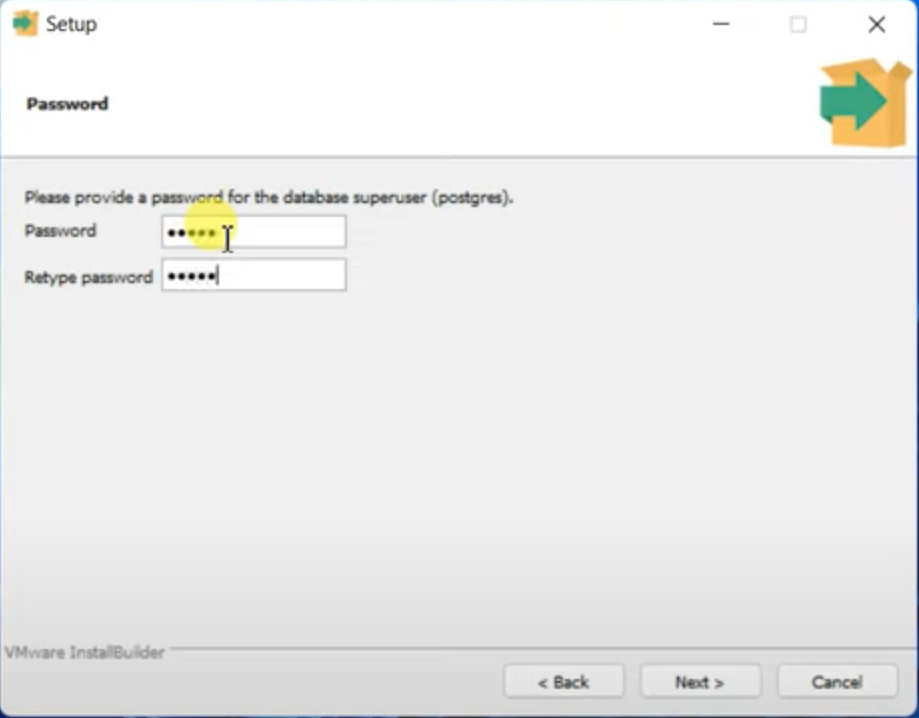 Setup
Password
Please provide a password for the database superuser (postgres).
Password •••••
Retype password •••••
VMware InstallBuilder
< Back Next > Cancel